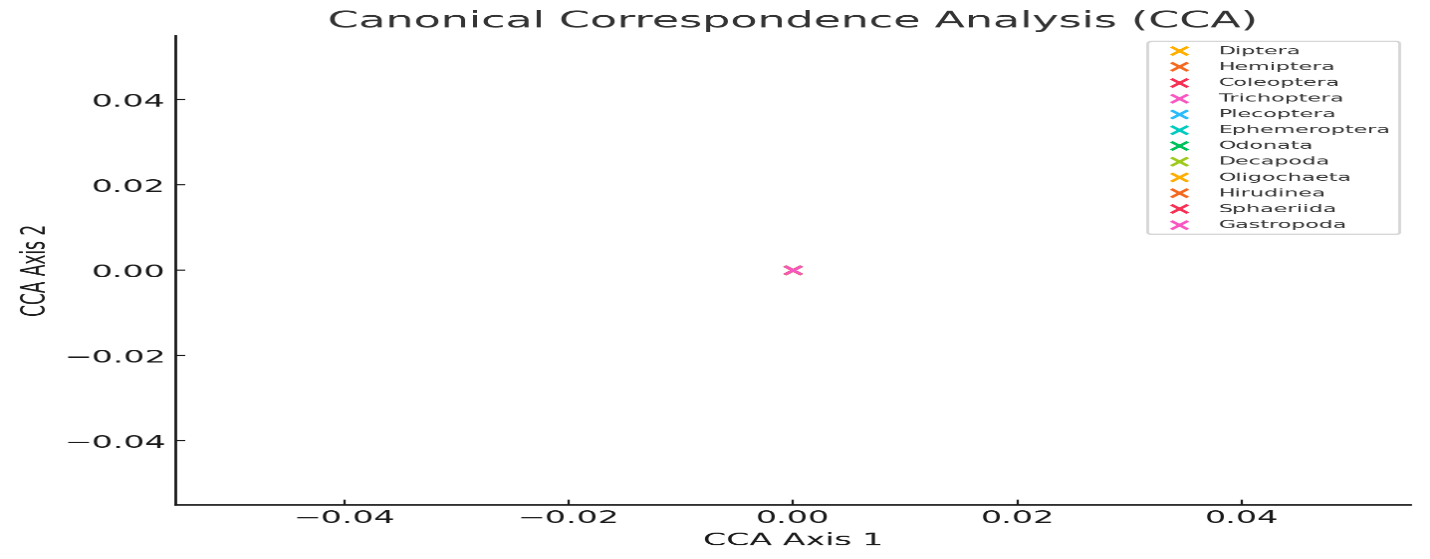 Canonical Correspondence Analysis (CCA)
Diptera
Hemiptera
Coleoptera
Trichoptera
Plecoptera
Ephemeroptera
Odonata
Decapoda
Oligochaeta
Hirudinea
Sphaeriida
Gastropoda
0.04
0.02
0.00
−0.02
−0.04
CCA Axis 2
−0.04 −0.02 0.00 0.02 0.04
CCA Axis 1